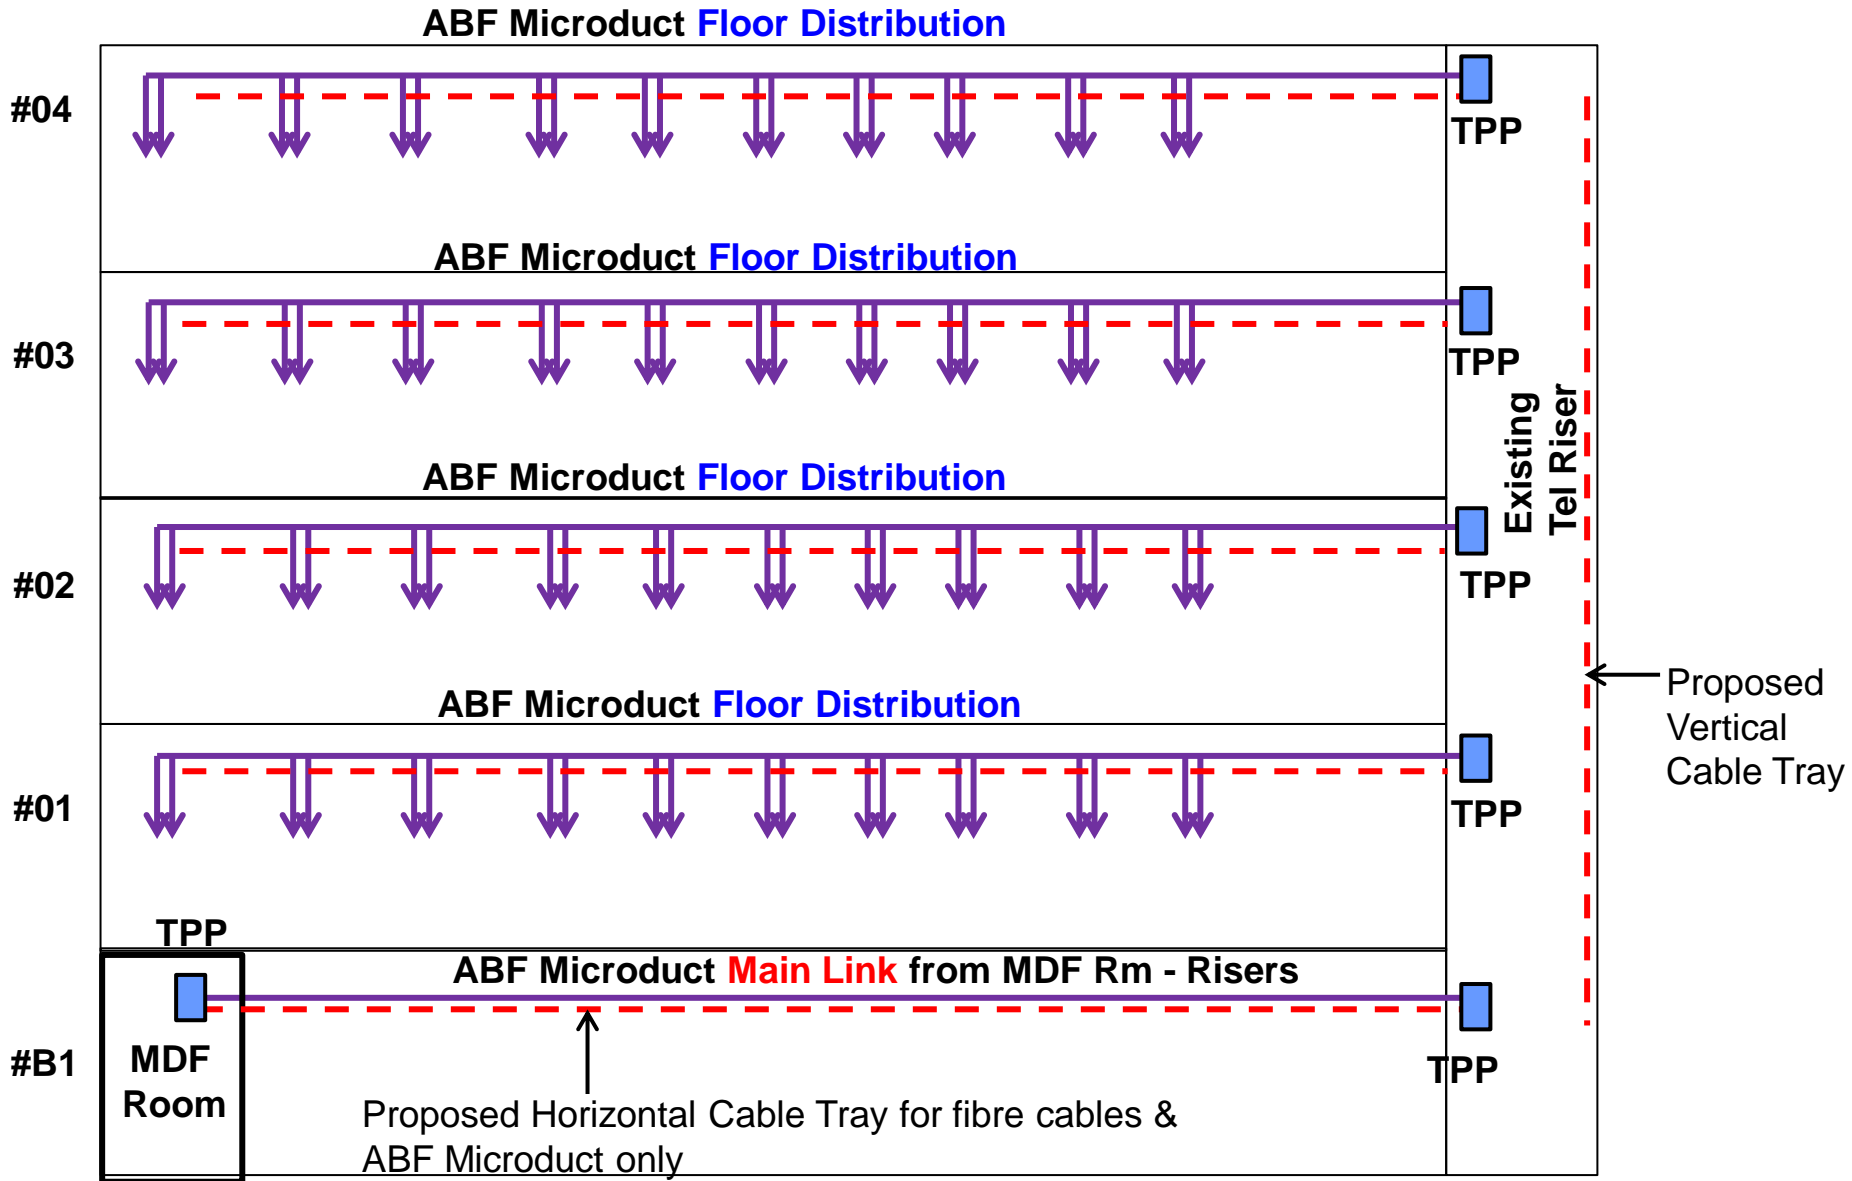 ABF Microduct Floor Distribution
#04
TPP
ABF Microduct Floor Distribution
#03
TPP
Existing
Tel Riser
ABF Microduct Floor Distribution
#02
TPP
Proposed
Vertical
Cable Tray
ABF Microduct Floor Distribution
#01
TPP
TPP
ABF Microduct Main Link from MDF Rm - Risers
#B1
MDF
Room
TPP
Proposed Horizontal Cable Tray for fibre cables &
ABF Microduct only